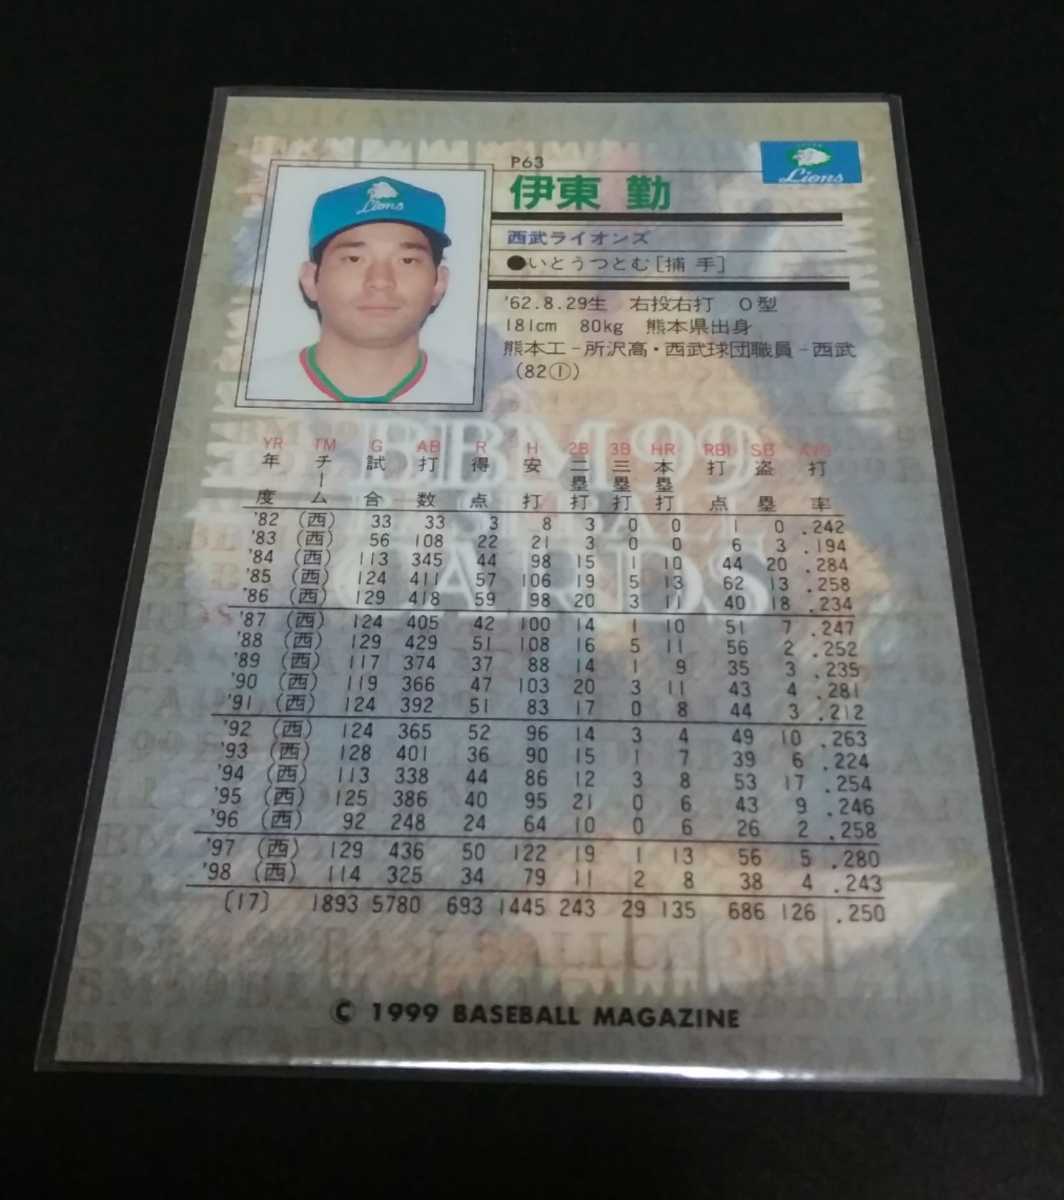 P63
Lions
伊東 勤
Lions
西武ライオンズ
●いとうつとむ[捕 手]
'62.8.29生 右投右打 O型
181cm 80kg 熊本県出身
熊本工-所沢高・西武球団職員-西武
(82①)
BBM 99
BASEBALL
CARDS
YR TM G AB R H 2B 3B HR RBI SB AVG
年度 チーム 試合 打数 得点 安打 二塁打 三塁打 本塁打 打点 盗塁 打率
'82 (西) 33 33 3 8 3 0 0 1 0 .242
'83 (西) 56 108 22 21 3 0 0 6 3 .194
'84 (西) 113 345 44 98 15 1 10 44 20 .284
'85 (西) 124 411 57 106 19 5 13 62 13 .258
'86 (西) 129 418 59 98 20 3 11 40 18 .234
'87 (西) 124 405 42 100 14 1 10 51 7 .247
'88 (西) 129 429 51 108 16 5 11 56 2 .252
'89 (西) 117 374 37 88 14 1 9 35 3 .235
'90 (西) 119 366 47 103 20 3 11 43 4 .281
'91 (西) 124 392 51 83 17 0 8 44 3 .212
'92 (西) 124 365 52 96 14 3 4 49 10 .263
'93 (西) 128 401 36 90 15 1 7 39 6 .224
'94 (西) 113 338 44 86 12 3 8 53 17 .254
'95 (西) 125 386 40 95 21 0 6 43 9 .246
'96 (西) 92 248 24 64 10 0 6 26 2 .258
'97 (西) 129 436 50 122 19 1 13 56 5 .280
'98 (西) 114 325 34 79 11 2 8 38 4 .243
(17) 1893 5780 693 1445 243 29 135 686 126 .250
© 1999 BASEBALL MAGAZINE